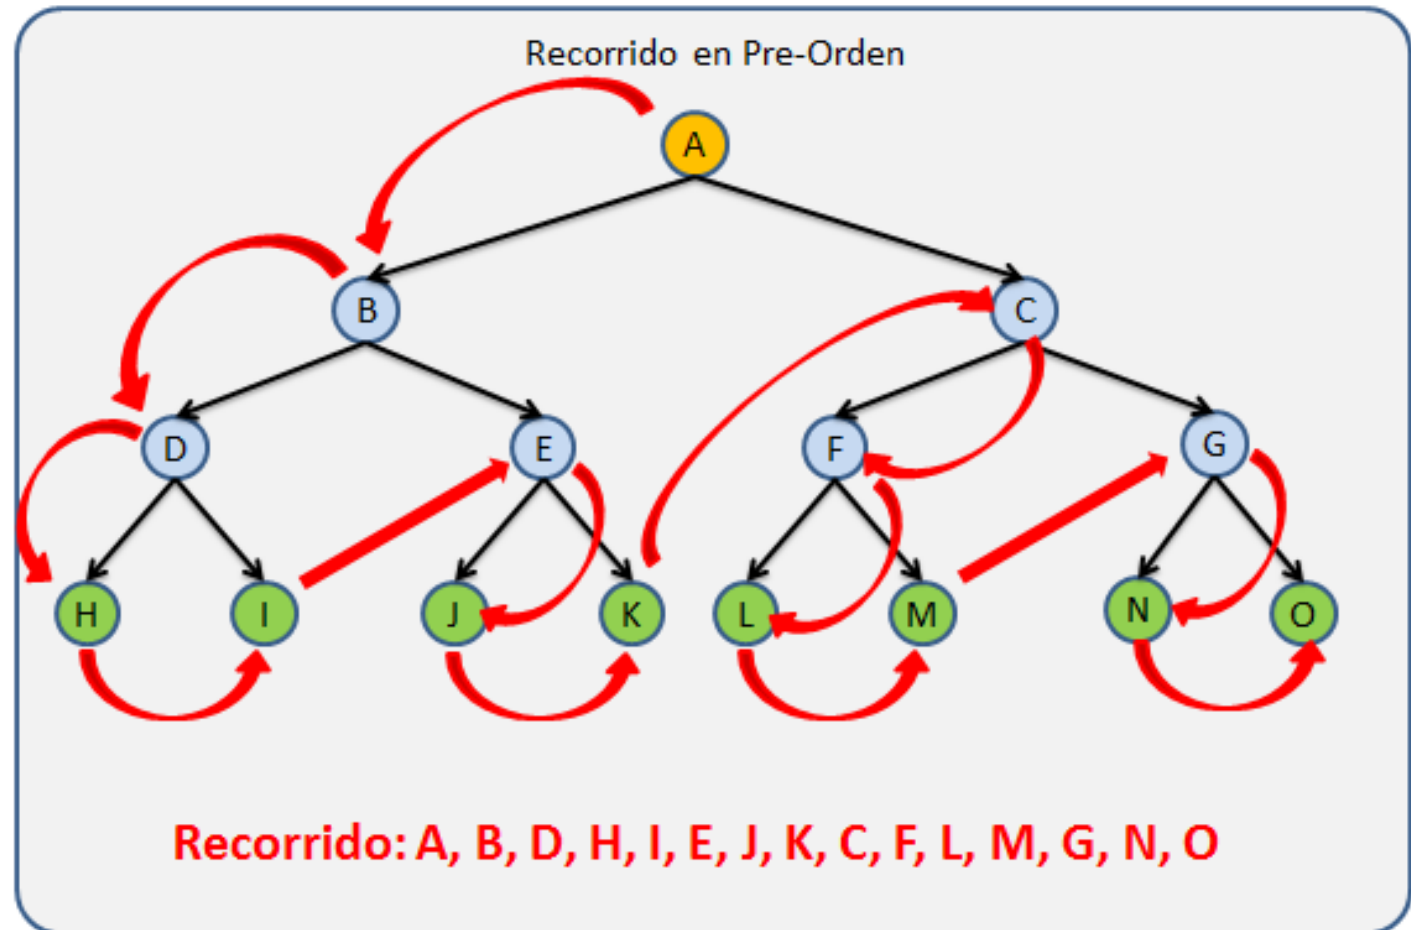 Recorrido en Pre-Orden
A
B C
D E F G
H I J K L M N O
Recorrido: A, B, D, H, I, E, J, K, C, F, L, M, G, N, O